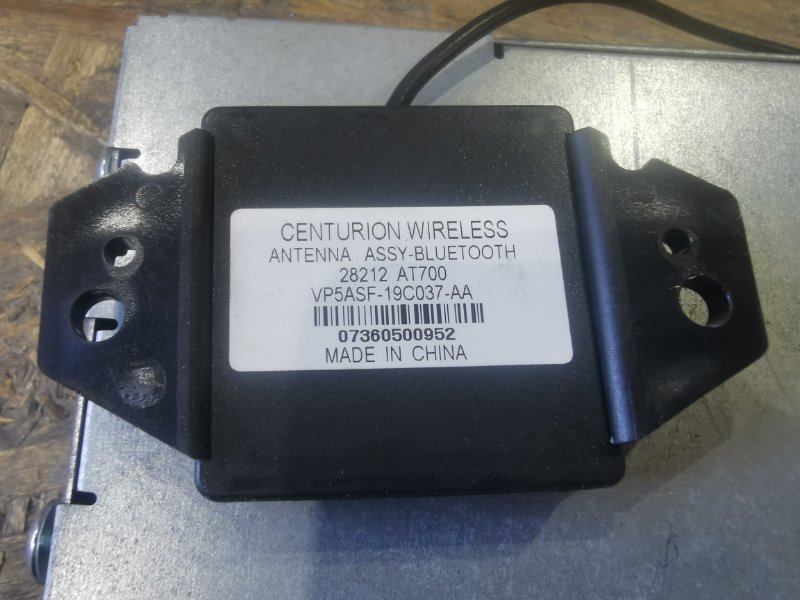 CENTURION WIRELESS
ANTENNA ASSY-BLUETOOTH
28212 AT700
VP5ASF-19C037-AA
07360500952
MADE IN CHINA